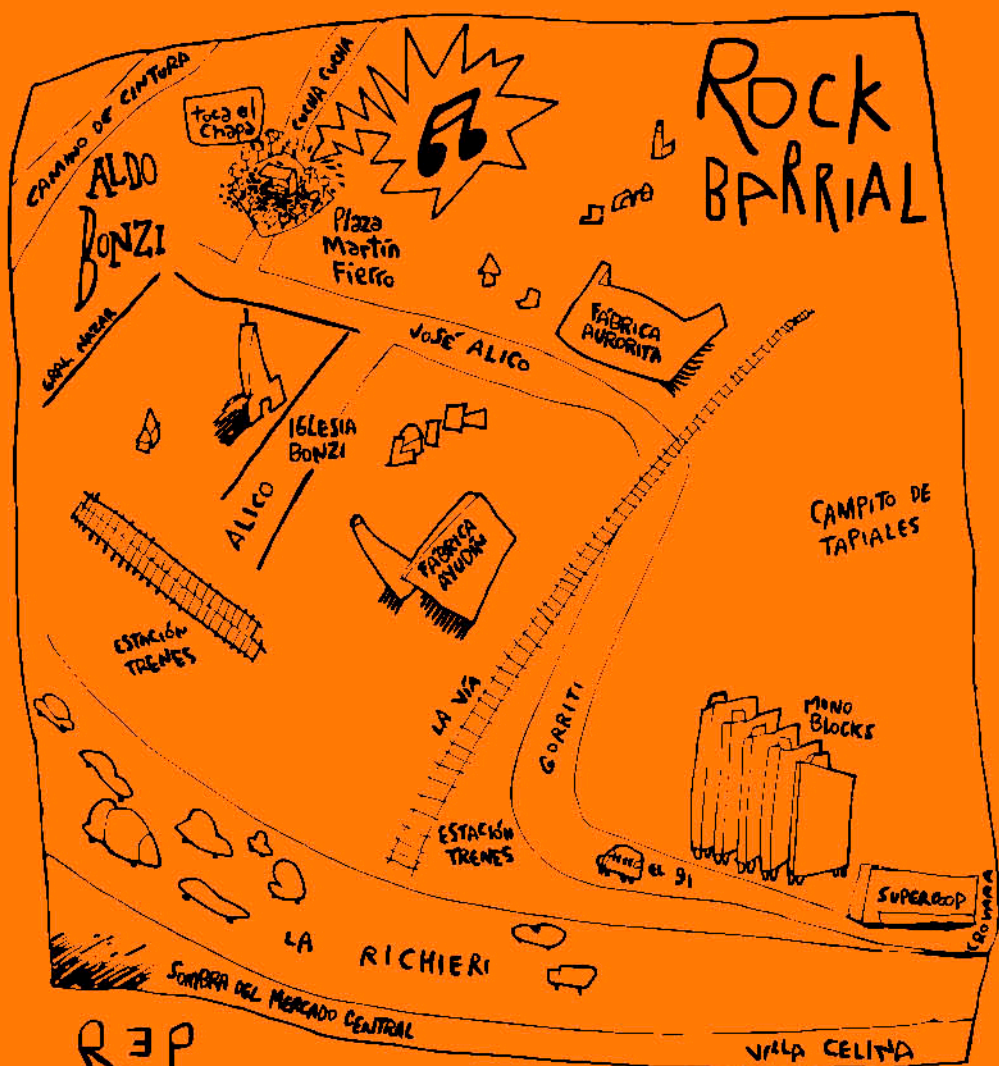 ROCK
BARRIAL
CAMINO DE CINTURA
CUCHA CUCHA
toca el
Chapa
ALDO
BONZI
Plaza
Martín
Fierro
GRAL NAZAR
JOSÉ ALICO
FÁBRICA
AURORITA
IGLESIA
BONZI
ALICO
FÁBRICA
AYUDÍN
CAMPITO DE
TAPIALES
ESTACIÓN
TRENES
LA VÍA
GORRITI
MONO
BLOCKS
ESTACIÓN
TRENES
EL 91
SUPERCOOP
CROVARA
LA RICHIERI
SOMBRA DEL MERCADO CENTRAL
REP
VILLA CELINA